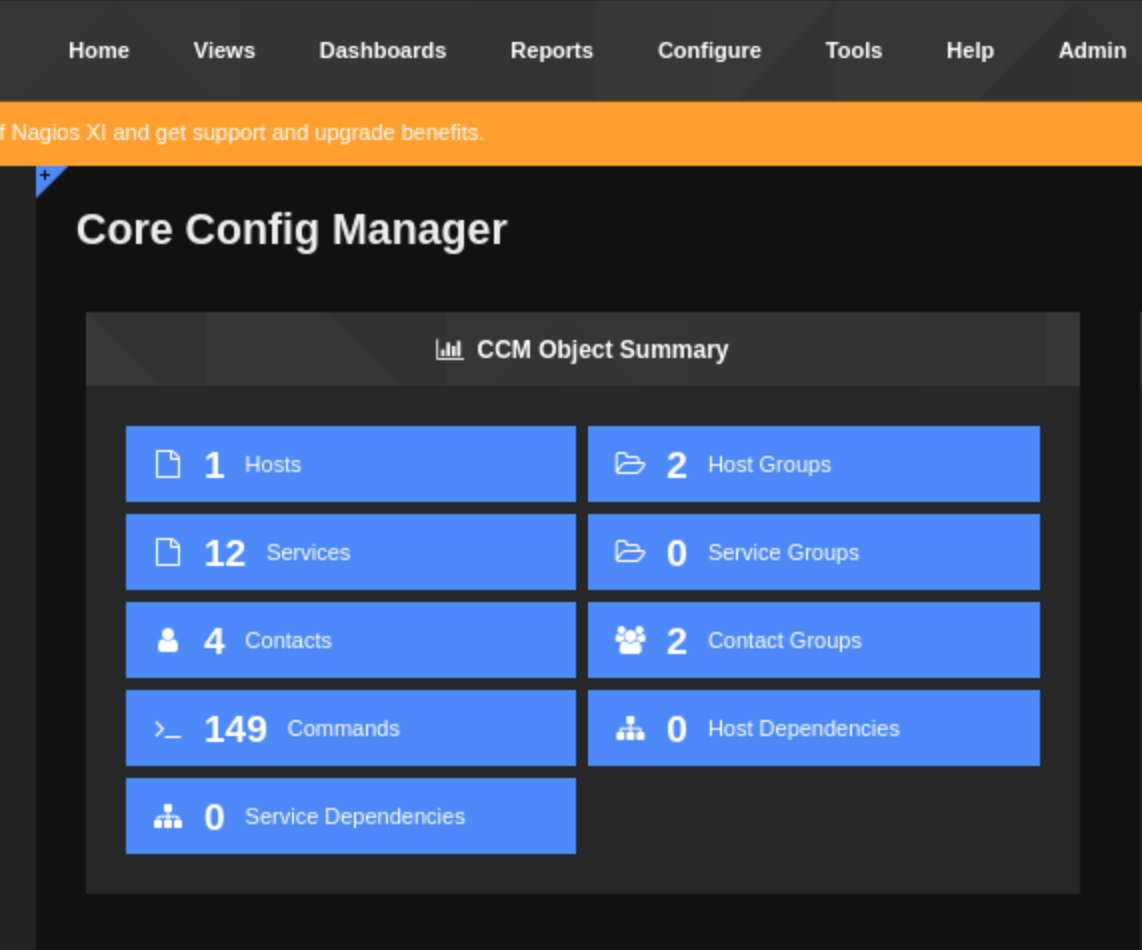 Home Views Dashboards Reports Configure Tools Help Admin
f Nagios XI and get support and upgrade benefits.
+
Core Config Manager
CCM Object Summary
1 Hosts
2 Host Groups
12 Services
0 Service Groups
4 Contacts
2 Contact Groups
149 Commands
0 Host Dependencies
0 Service Dependencies